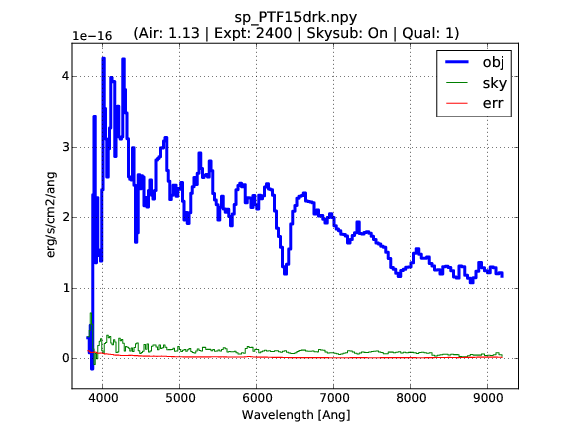 sp_PTF15drk.npy
(Air: 1.13 | Expt: 2400 | Skysub: On | Qual: 1)
1e−16
obj
sky
err
4
3
2
1
0
erg/s/cm2/ang
4000 5000 6000 7000 8000 9000
Wavelength [Ang]